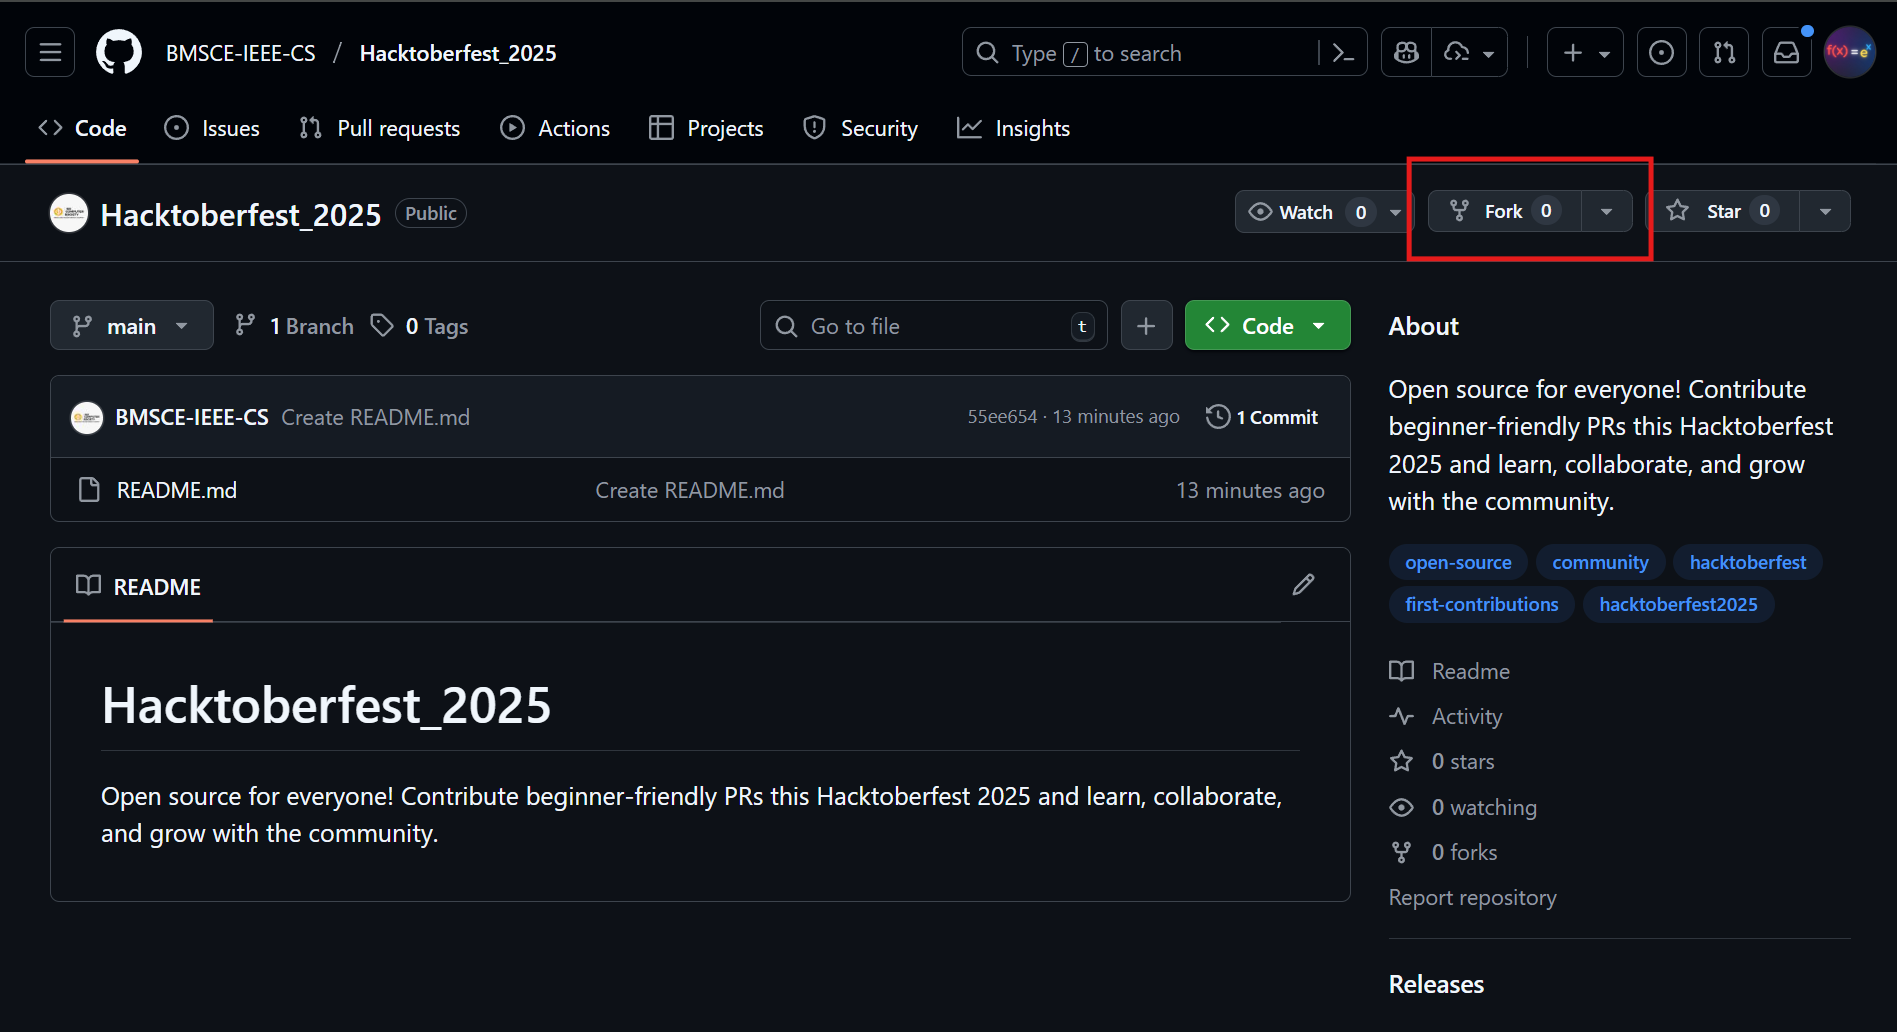 BMSCE-IEEE-CS / Hacktoberfest_2025
Type / to search
f(x) = eˣ
Code Issues Pull requests Actions Projects Security Insights
Hacktoberfest_2025 Public
Watch 0 Fork 0 Star 0
main 1 Branch 0 Tags
Go to file t
Code
BMSCE-IEEE-CS Create README.md 55ee654 · 13 minutes ago 1 Commit
README.md Create README.md 13 minutes ago
README
Hacktoberfest_2025
Open source for everyone! Contribute beginner-friendly PRs this Hacktoberfest 2025 and learn, collaborate,
and grow with the community.
About
Open source for everyone! Contribute
beginner-friendly PRs this Hacktoberfest
2025 and learn, collaborate, and grow
with the community.
open-source community hacktoberfest
first-contributions hacktoberfest2025
Readme
Activity
0 stars
0 watching
0 forks
Report repository
Releases